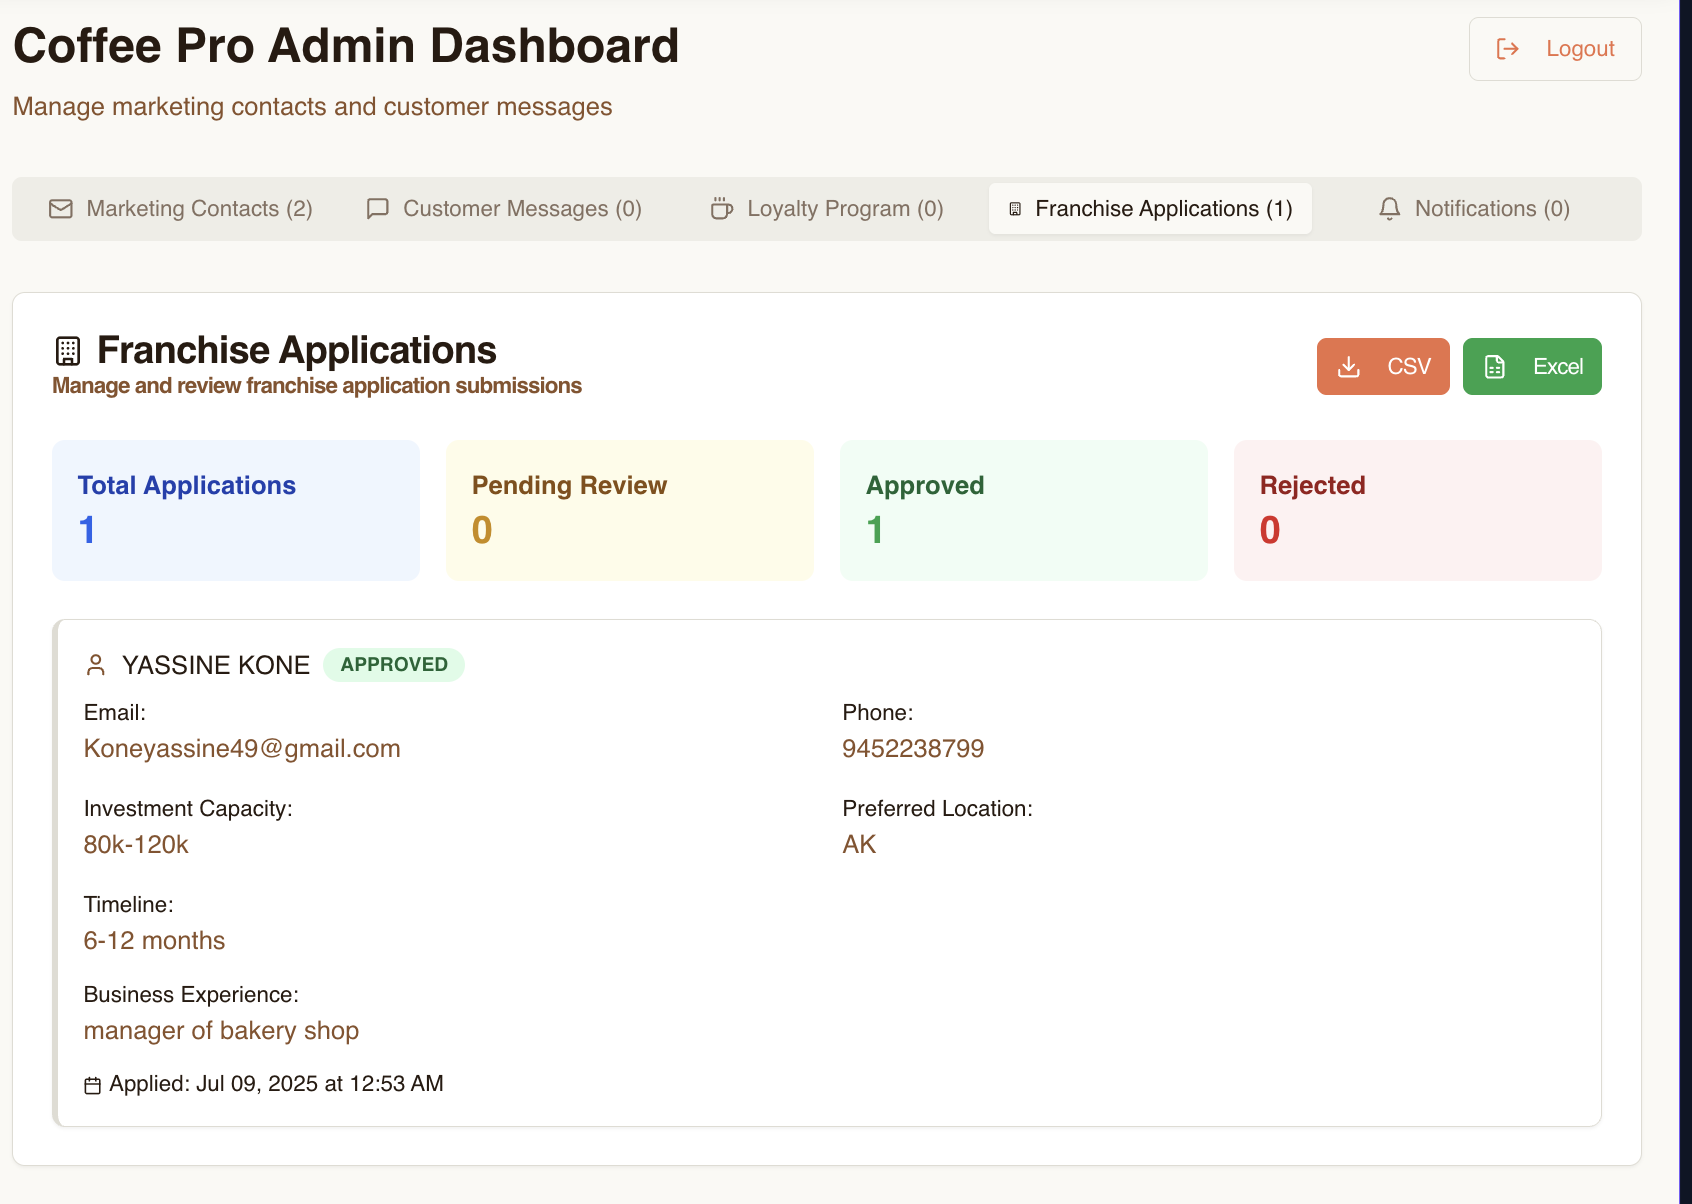 Coffee Pro Admin Dashboard
Logout
Manage marketing contacts and customer messages
Marketing Contacts (2)
Customer Messages (0)
Loyalty Program (0)
Franchise Applications (1)
Notifications (0)
Franchise Applications
Manage and review franchise application submissions
CSV
Excel
Total Applications
1
Pending Review
0
Approved
1
Rejected
0
YASSINE KONE
APPROVED
Email:
Koneyassine49@gmail.com
Phone:
9452238799
Investment Capacity:
80k-120k
Preferred Location:
AK
Timeline:
6-12 months
Business Experience:
manager of bakery shop
Applied: Jul 09, 2025 at 12:53 AM